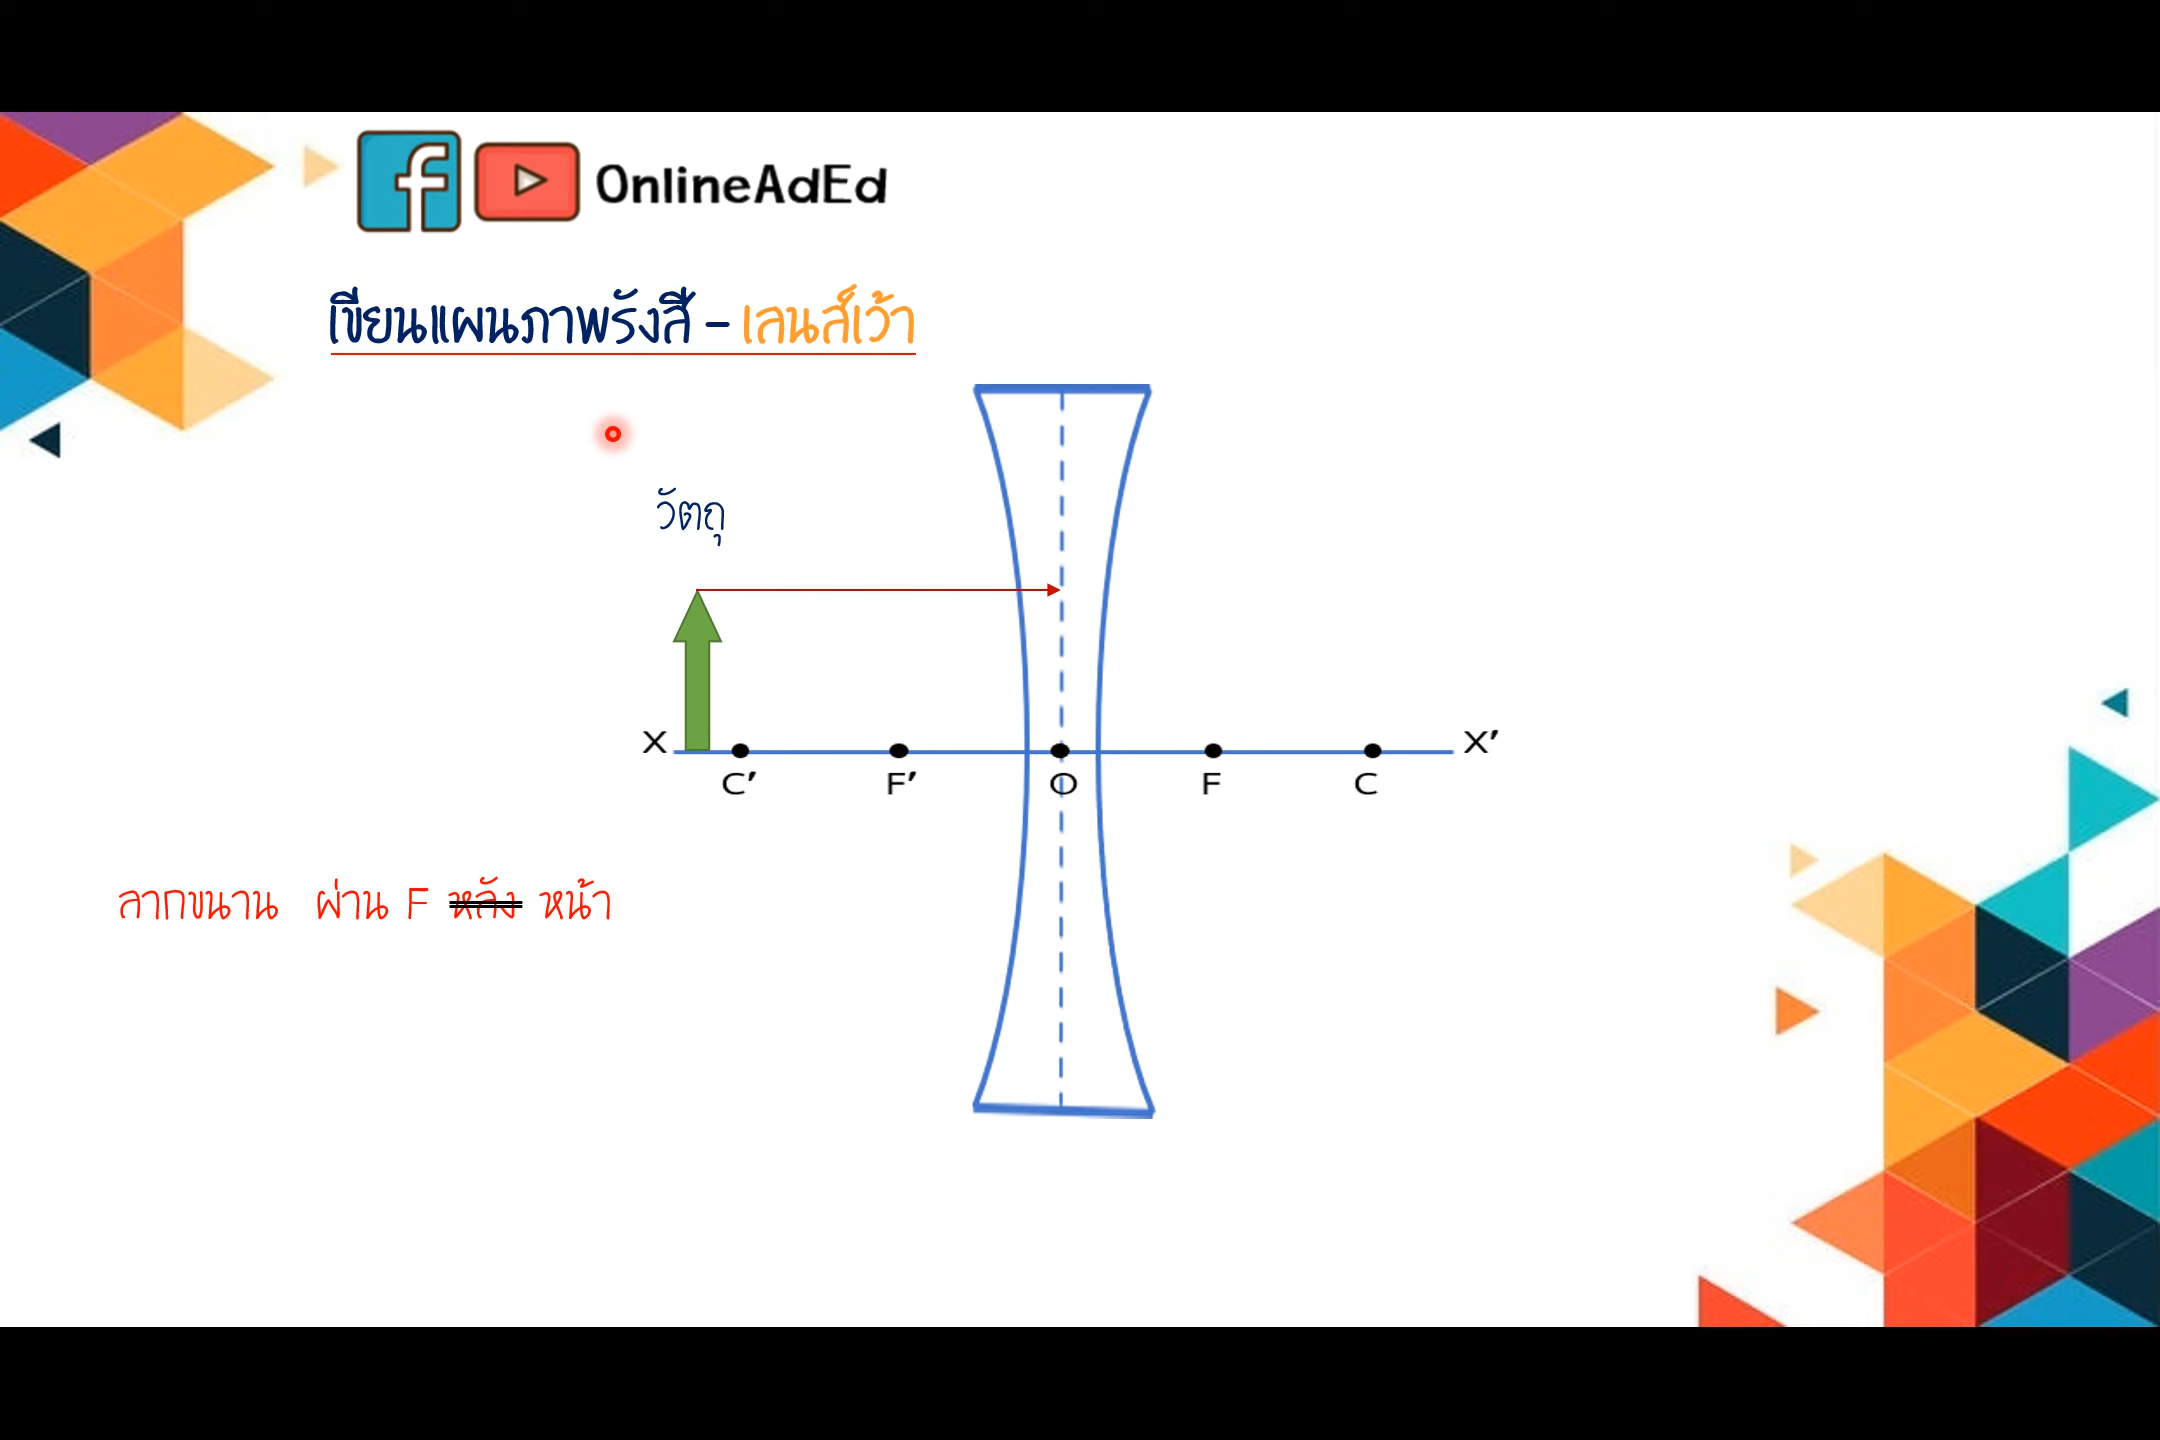 OnlineAdEd
เขียนแผนภาพรังสี - เลนส์เว้า
วัตถุ
X X′
C′ F′ O F C
ลากขนาน ผ่าน F หลัง หน้า